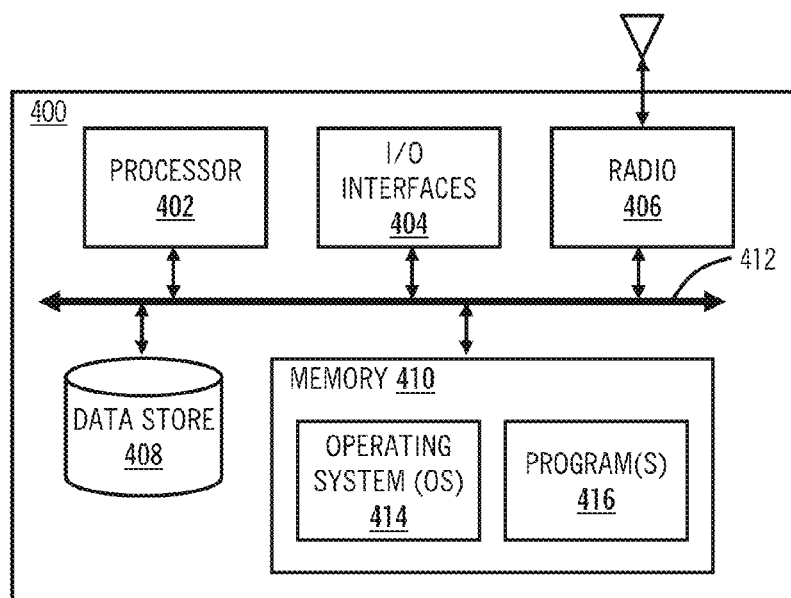 400
PROCESSOR
402
I/O
INTERFACES
404
RADIO
406
412
DATA STORE
408
MEMORY 410
OPERATING
SYSTEM (OS)
414
PROGRAM(S)
416